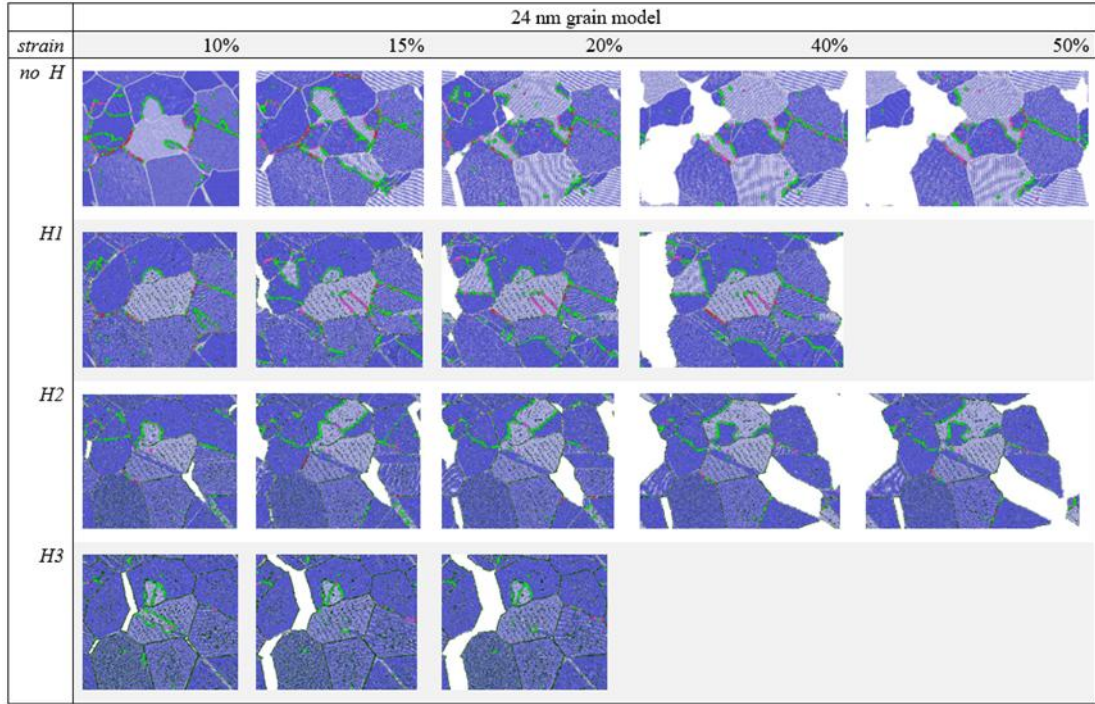 24 nm grain model
strain 10% 15% 20% 40% 50%
no H
H1
H2
H3